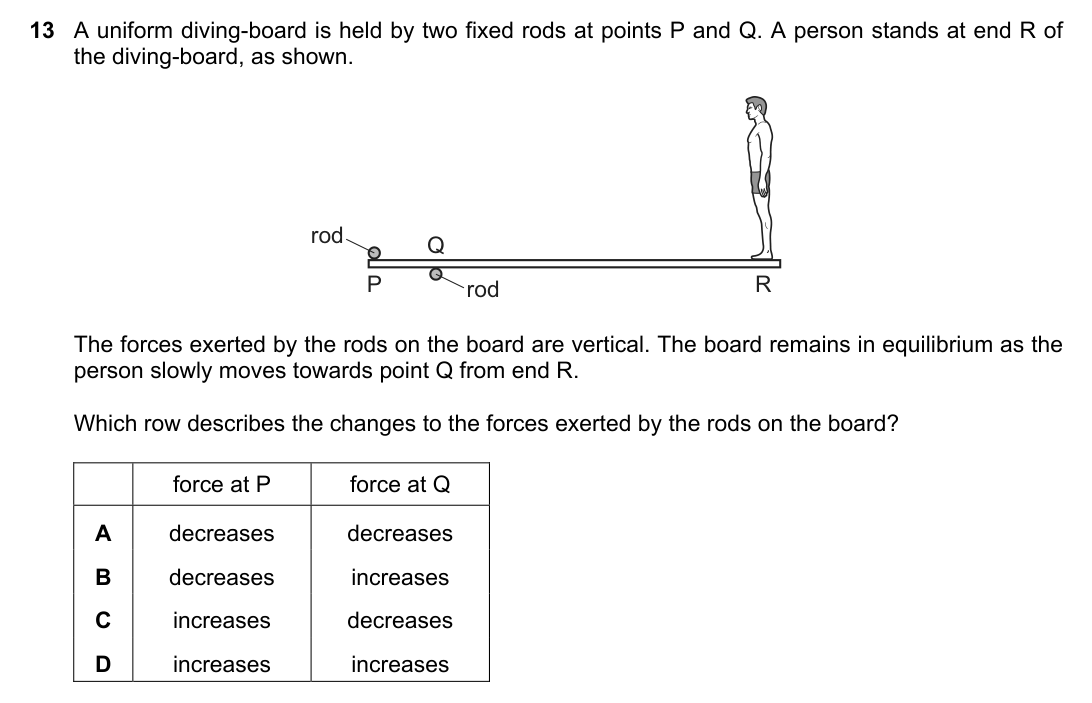 13 A uniform diving-board is held by two fixed rods at points P and Q. A person stands at end R of
the diving-board, as shown.
rod
Q
P
rod
R
The forces exerted by the rods on the board are vertical. The board remains in equilibrium as the
person slowly moves towards point Q from end R.
Which row describes the changes to the forces exerted by the rods on the board?
force at P force at Q
A decreases decreases
B decreases increases
C increases decreases
D increases increases